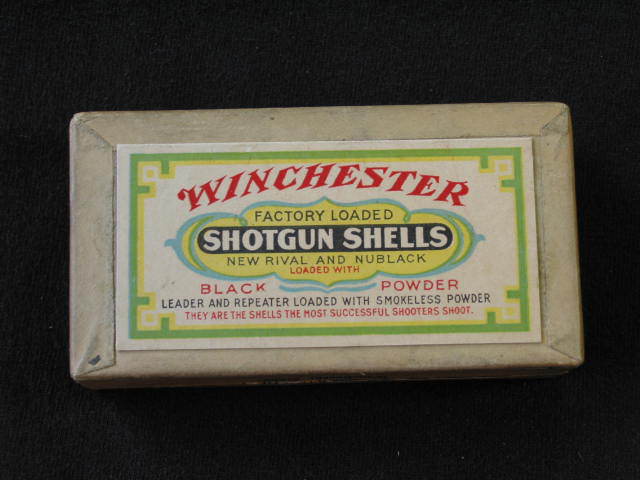 WINCHESTER
FACTORY LOADED
SHOTGUN SHELLS
NEW RIVAL AND NUBLACK
LOADED WITH
BLACK POWDER
LEADER AND REPEATER LOADED WITH SMOKELESS POWDER
THEY ARE THE SHELLS THE MOST SUCCESSFUL SHOOTERS SHOOT.